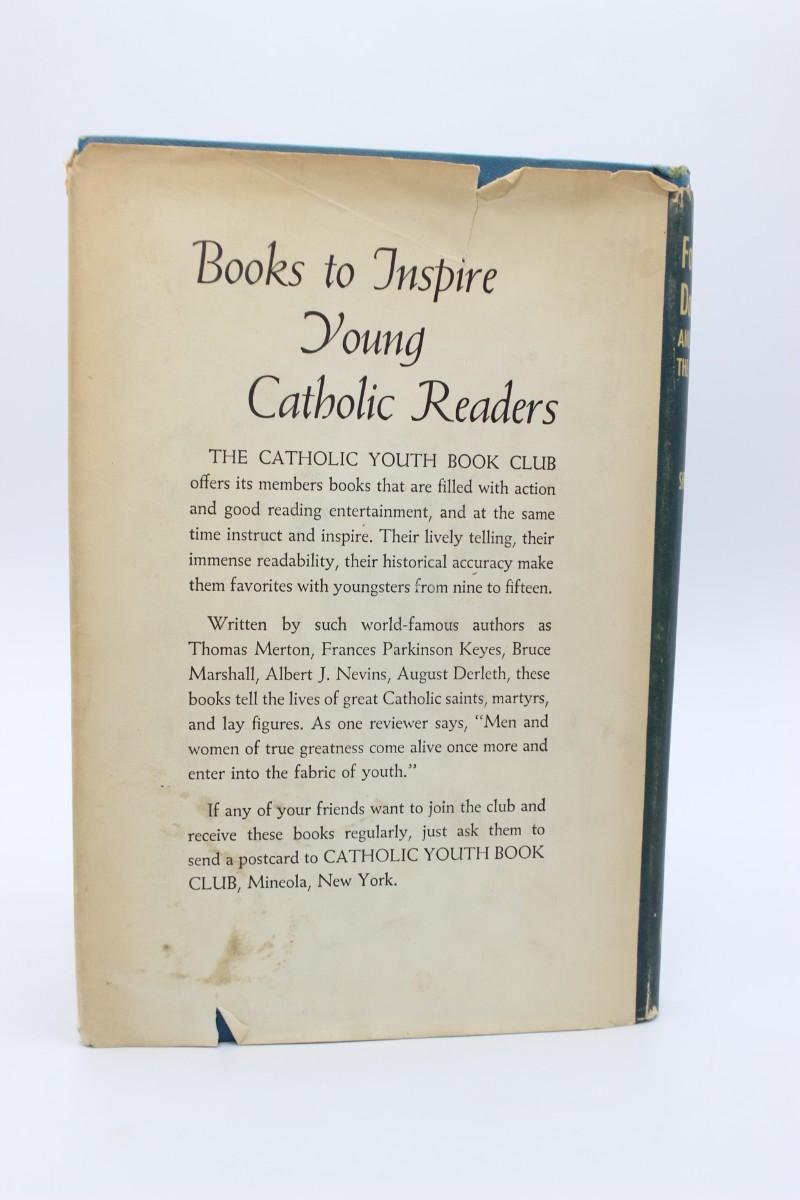 Books to Inspire
Young
Catholic Readers
THE CATHOLIC YOUTH BOOK CLUB
offers its members books that are filled with action
and good reading entertainment, and at the same
time instruct and inspire. Their lively telling, their
immense readability, their historical accuracy make
them favorites with youngsters from nine to fifteen.
Written by such world-famous authors as
Thomas Merton, Frances Parkinson Keyes, Bruce
Marshall, Albert J. Nevins, August Derleth, these
books tell the lives of great Catholic saints, martyrs,
and lay figures. As one reviewer says, “Men and
women of true greatness come alive once more and
enter into the fabric of youth.”
If any of your friends want to join the club and
receive these books regularly, just ask them to
send a postcard to CATHOLIC YOUTH BOOK
CLUB, Mineola, New York.